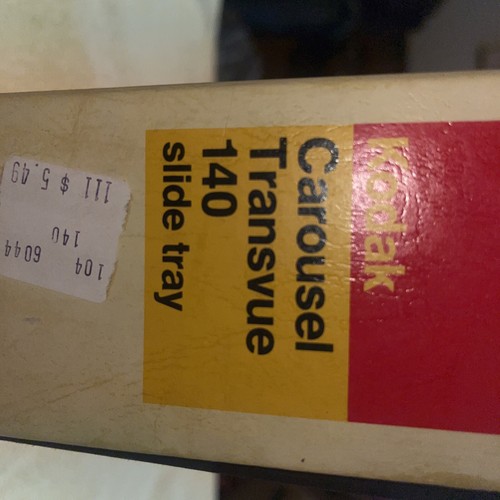 Kodak
Carousel
Transvue
140
slide tray
104 6044
140
111 $ 5.49